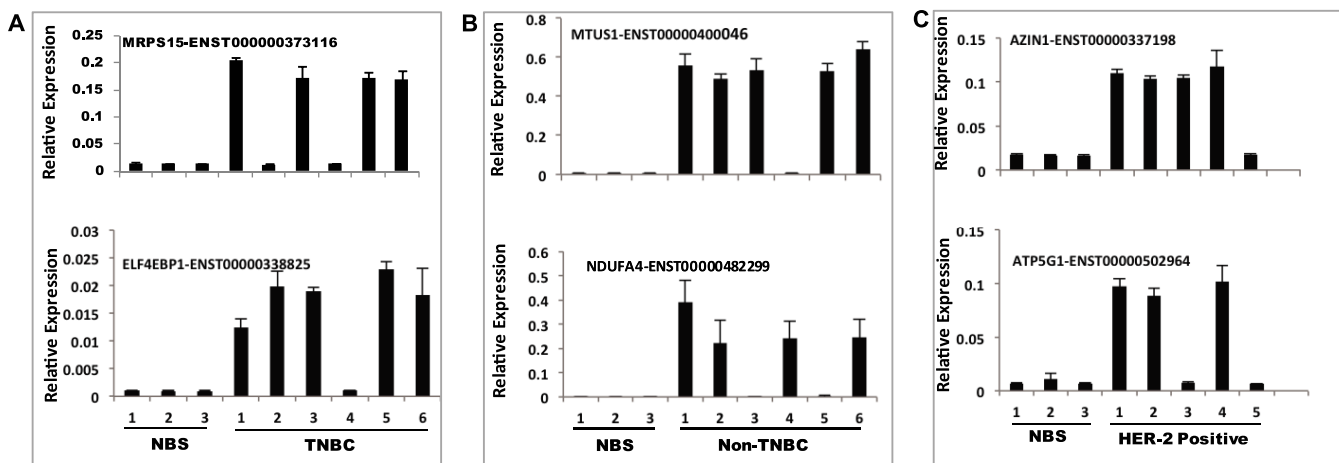 A
Relative Expression
MRPS15-ENST000000373116
0.25
0.2
0.15
0.1
0.05
0
Relative Expression
ELF4EBP1-ENST00000338825
0.03
0.025
0.02
0.015
0.01
0.005
0
1 2 3 1 2 3 4 5 6
NBS TNBC
B
Relative Expression
MTUS1-ENST00000400046
0.8
0.6
0.4
0.2
0
Relative Expression
NDUFA4-ENST00000482299
0.6
0.5
0.4
0.3
0.2
0.1
0
1 2 3 1 2 3 4 5 6
NBS Non-TNBC
C
Relative Expression
AZIN1-ENST00000337198
0.15
0.1
0.05
0
Relative Expression
ATP5G1-ENST00000502964
0.15
0.1
0.05
0
1 2 3 1 2 3 4 5
NBS HER-2 Positive